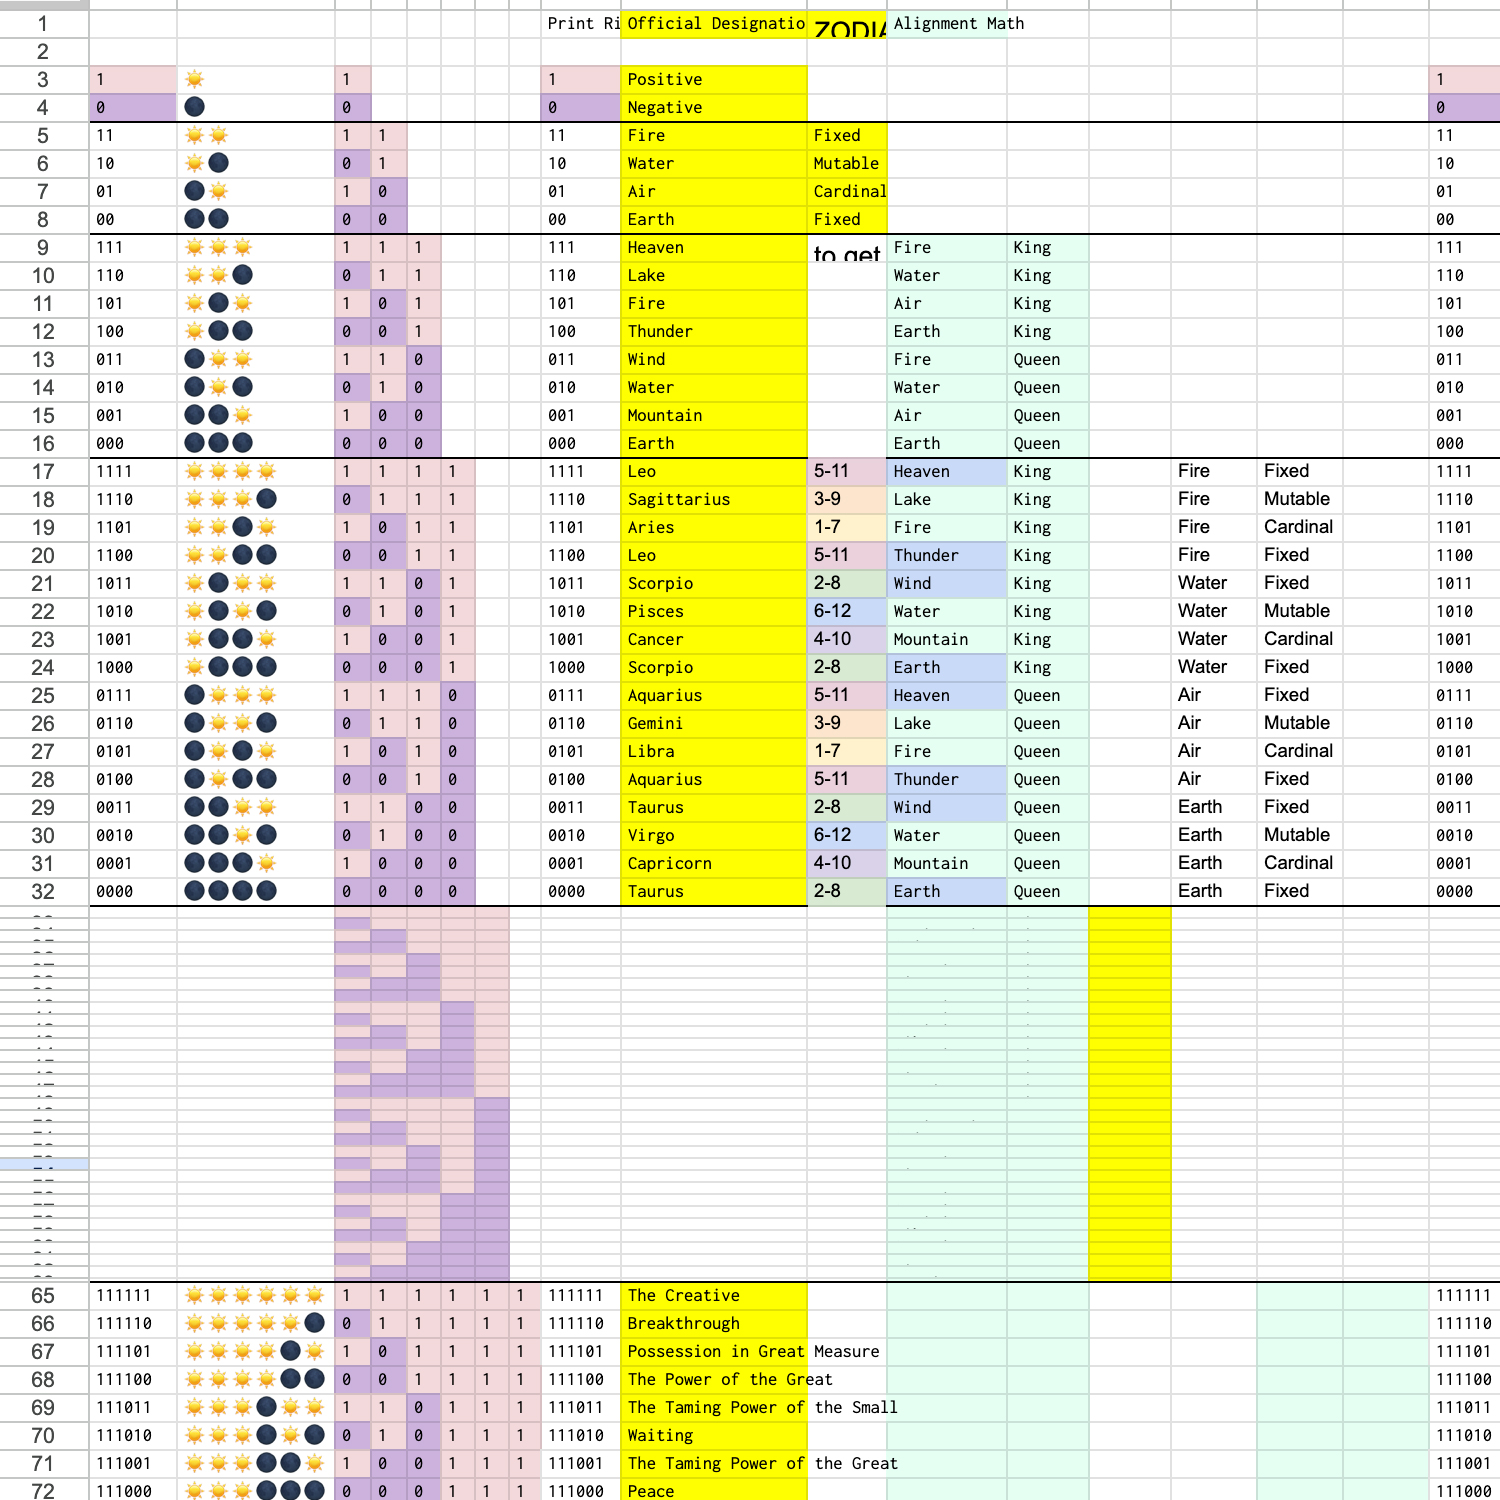 1 Print Ri Official Designatio ZODIA Alignment Math
2
3 1 1 1 Positive 1
4 0 0 0 Negative 0
5 11 1 1 11 Fire Fixed 11
6 10 0 1 10 Water Mutable 10
7 01 1 0 01 Air Cardinal 01
8 00 0 0 00 Earth Fixed 00
9 111 1 1 1 111 Heaven to get Fire King 111
10 110 0 1 1 110 Lake Water King 110
11 101 1 0 1 101 Fire Air King 101
12 100 0 0 1 100 Thunder Earth King 100
13 011 1 1 0 011 Wind Fire Queen 011
14 010 0 1 0 010 Water Water Queen 010
15 001 1 0 0 001 Mountain Air Queen 001
16 000 0 0 0 000 Earth Earth Queen 000
17 1111 1 1 1 1 1111 Leo 5-11 Heaven King Fire Fixed 1111
18 1110 0 1 1 1 1110 Sagittarius 3-9 Lake King Fire Mutable 1110
19 1101 1 0 1 1 1101 Aries 1-7 Fire King Fire Cardinal 1101
20 1100 0 0 1 1 1100 Leo 5-11 Thunder King Fire Fixed 1100
21 1011 1 1 0 1 1011 Scorpio 2-8 Wind King Water Fixed 1011
22 1010 0 1 0 1 1010 Pisces 6-12 Water King Water Mutable 1010
23 1001 1 0 0 1 1001 Cancer 4-10 Mountain King Water Cardinal 1001
24 1000 0 0 0 1 1000 Scorpio 2-8 Earth King Water Fixed 1000
25 0111 1 1 1 0 0111 Aquarius 5-11 Heaven Queen Air Fixed 0111
26 0110 0 1 1 0 0110 Gemini 3-9 Lake Queen Air Mutable 0110
27 0101 1 0 1 0 0101 Libra 1-7 Fire Queen Air Cardinal 0101
28 0100 0 0 1 0 0100 Aquarius 5-11 Thunder Queen Air Fixed 0100
29 0011 1 1 0 0 0011 Taurus 2-8 Wind Queen Earth Fixed 0011
30 0010 0 1 0 0 0010 Virgo 6-12 Water Queen Earth Mutable 0010
31 0001 1 0 0 0 0001 Capricorn 4-10 Mountain Queen Earth Cardinal 0001
32 0000 0 0 0 0 0000 Taurus 2-8 Earth Queen Earth Fixed 0000
65 111111 1 1 1 1 1 1 111111 The Creative 111111
66 111110 0 1 1 1 1 1 111110 Breakthrough 111110
67 111101 1 0 1 1 1 1 111101 Possession in Great Measure 111101
68 111100 0 0 1 1 1 1 111100 The Power of the Great 111100
69 111011 1 1 0 1 1 1 111011 The Taming Power of the Small 111011
70 111010 0 1 0 1 1 1 111010 Waiting 111010
71 111001 1 0 0 1 1 1 111001 The Taming Power of the Great 111001
72 111000 0 0 0 1 1 1 111000 Peace 111000